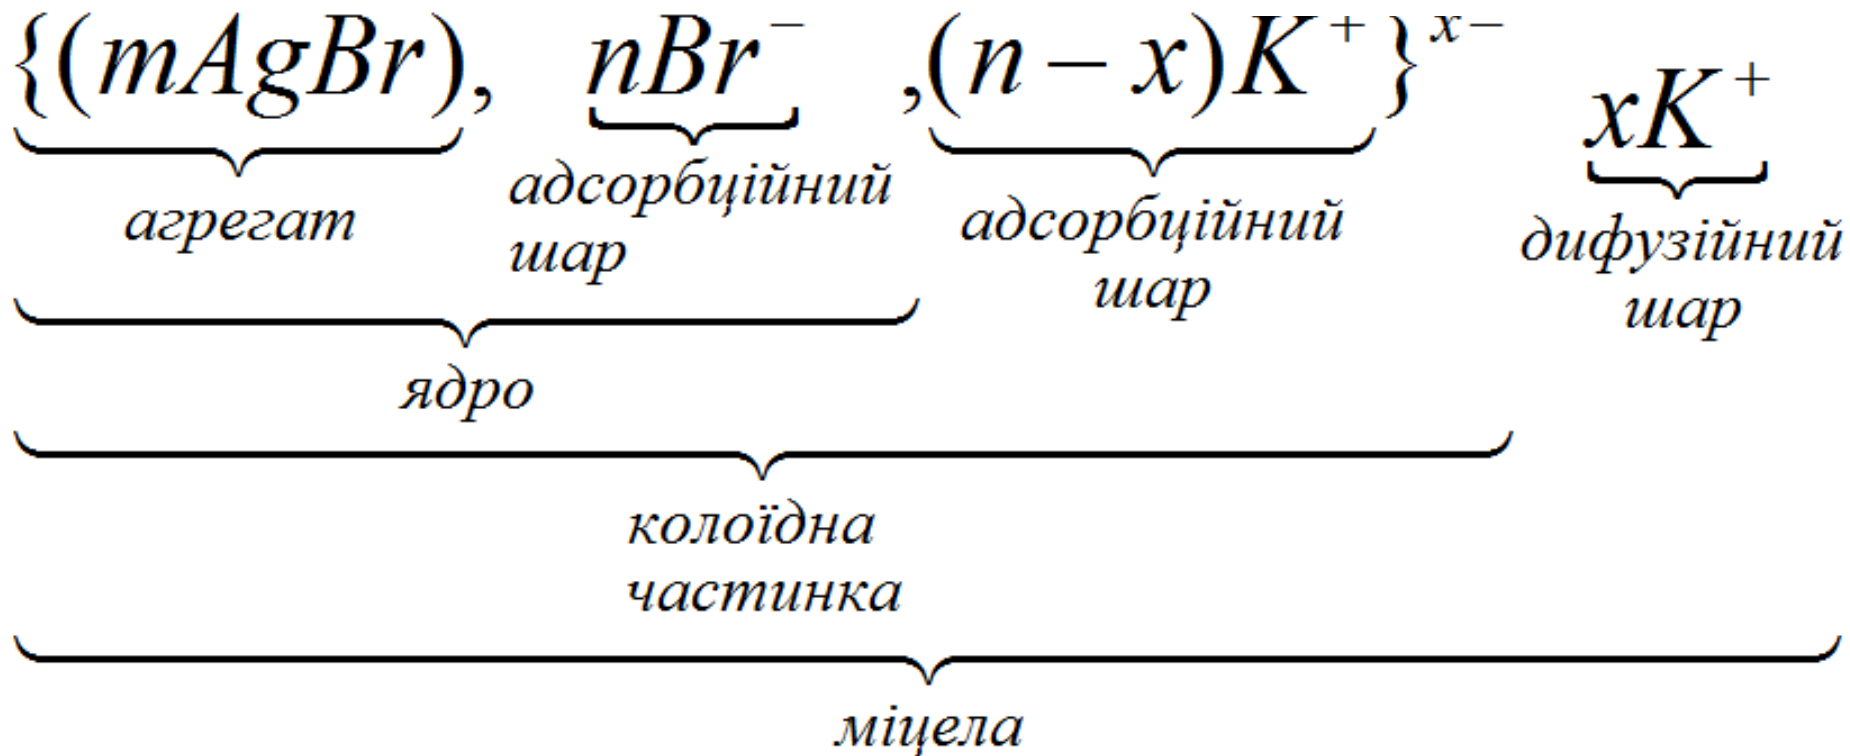 {(mAgBr), nBr⁻ ,(n − x)K⁺}ˣ⁻ xK⁺
агрегат
адсорбційний
шар
адсорбційний
шар
дифузійний
шар
ядро
колоїдна
частинка
міцела